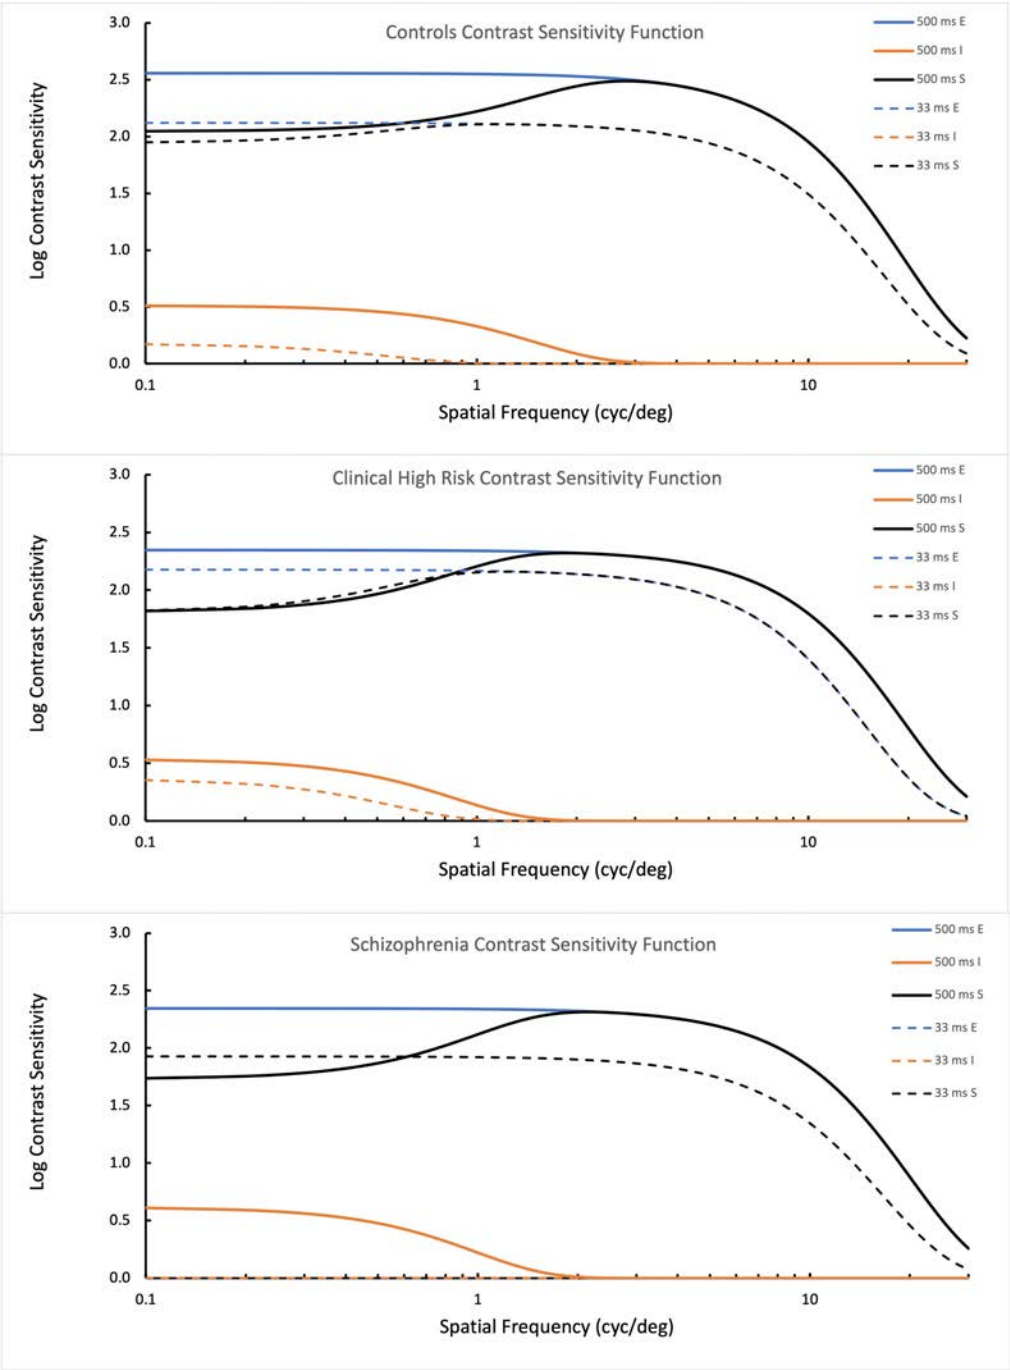 Controls Contrast Sensitivity Function
500 ms E
500 ms I
500 ms S
33 ms E
33 ms I
33 ms S
Log Contrast Sensitivity
3.0
2.5
2.0
1.5
1.0
0.5
0.0
0.1 1 10
Spatial Frequency (cyc/deg)
Clinical High Risk Contrast Sensitivity Function
500 ms E
500 ms I
500 ms S
33 ms E
33 ms I
33 ms S
Log Contrast Sensitivity
3.0
2.5
2.0
1.5
1.0
0.5
0.0
0.1 1 10
Spatial Frequency (cyc/deg)
Schizophrenia Contrast Sensitivity Function
500 ms E
500 ms I
500 ms S
33 ms E
33 ms I
33 ms S
Log Contrast Sensitivity
3.0
2.5
2.0
1.5
1.0
0.5
0.0
0.1 1 10
Spatial Frequency (cyc/deg)